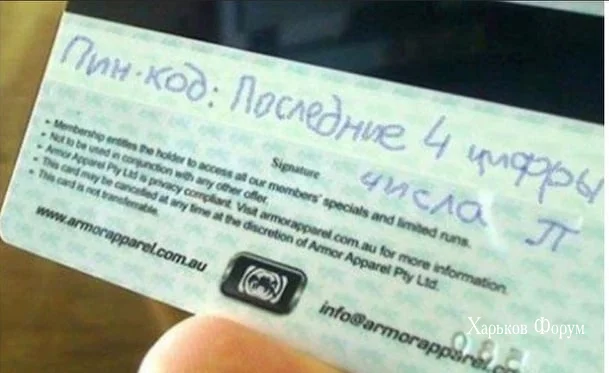 Пин-код: Последние 4 цифры
числа π
Signature
Membership entitles the holder to access all our members' specials and limited runs.
Not to be used in conjunction with any other offer.
Armor Apparel Pty Ltd is privacy compliant. Visit armorapparel.com.au for more information.
This card may be cancelled at any time at the discretion of Armor Apparel Pty Ltd.
This card is not transferable.
www.armorapparel.com.au
info@armorapparel.co
Харьков Форум